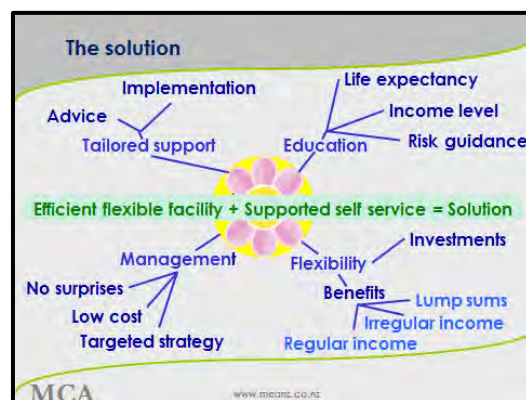 The solution
Implementation
Life expectancy
Advice
Income level
Tailored support
Education
Risk guidance
Efficient flexible facility + Supported self service = Solution
Management
Flexibility
Investments
No surprises
Benefits
Lump sums
Low cost
Irregular income
Targeted strategy
Regular income
MCA
www.mcanz.co.nz